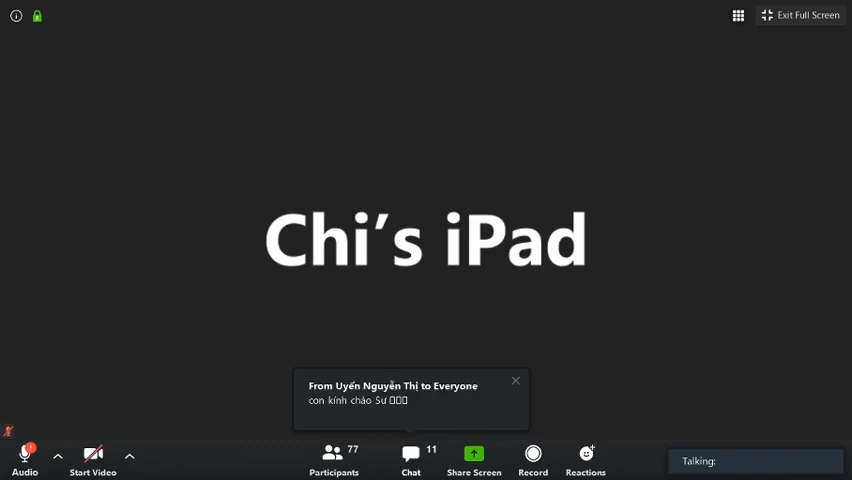 Exit Full Screen
Chi's iPad
From Uyến Nguyễn Thị to Everyone
con kính chào Sư
77
11
Audio
Start Video
Participants
Chat
Share Screen
Record
Reactions
Talking: